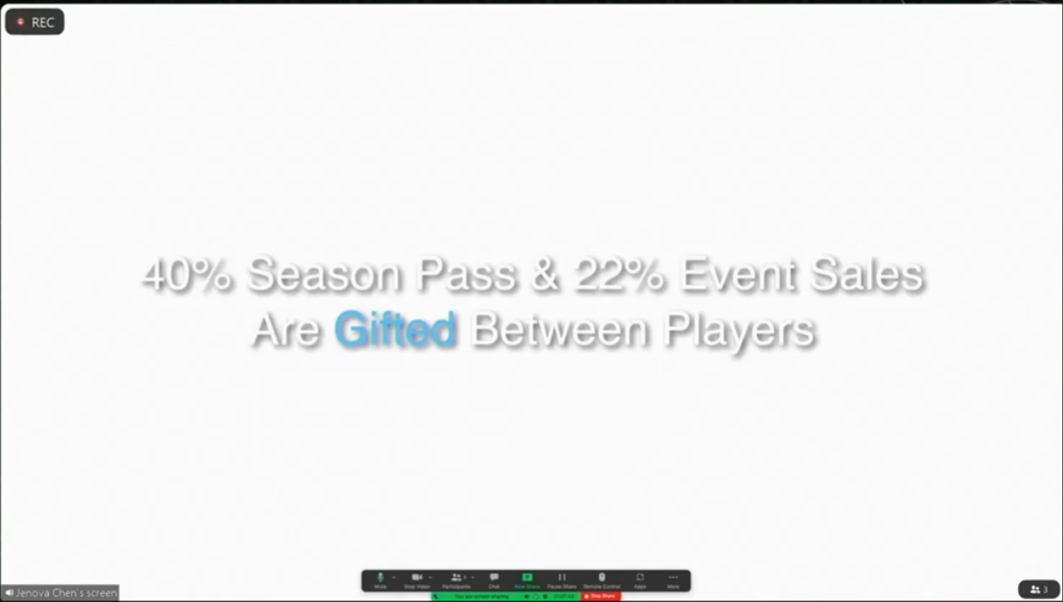 REC
40% Season Pass & 22% Event Sales
Are Gifted Between Players
Mute Stop Video Participants Chat New Share Pause Share Remote Control Apps More
You are screen sharing Stop Share
Jenova Chen's screen
3